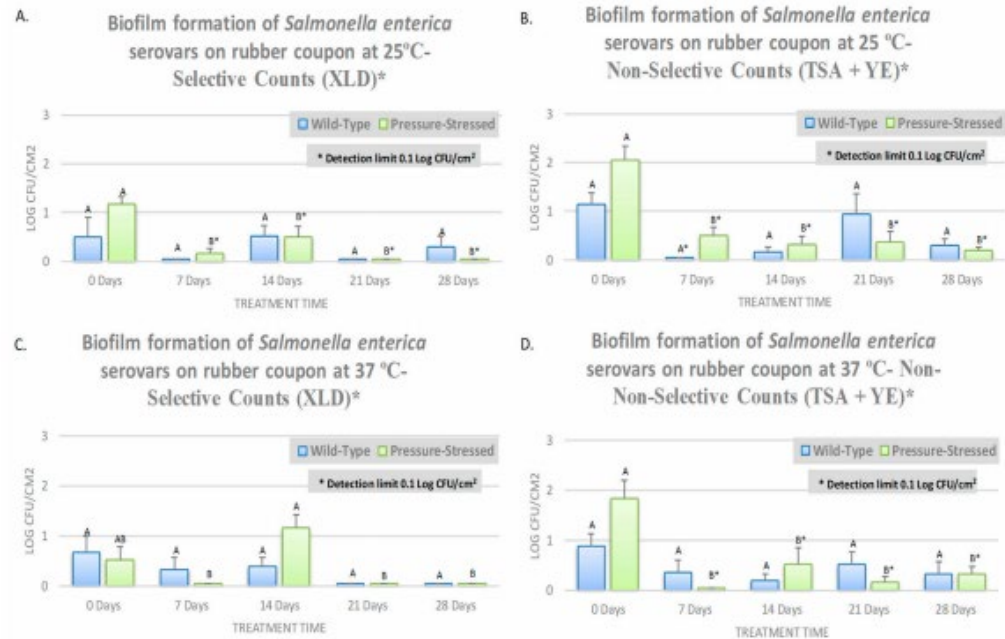 A.
Biofilm formation of Salmonella enterica
serovars on rubber coupon at 25°C-
Selective Counts (XLD)*
3
2
1
0
LOG CFU/CM2
Wild-Type Pressure-Stressed
* Detection limit 0.1 Log CFU/cm2
A A A B* A B* A B* A B*
0 Days 7 Days 14 Days 21 Days 28 Days
TREATMENT TIME
B.
Biofilm formation of Salmonella enterica
serovars on rubber coupon at 25 °C-
Non-Selective Counts (TSA + YE)*
3
2
1
0
LOG CFU/CM2
Wild-Type Pressure-Stressed
* Detection limit 0.1 Log CFU/cm2
A A A* B* A B* A B* A B*
0 Days 7 Days 14 Days 21 Days 28 Days
TREATMENT TIME
C.
Biofilm formation of Salmonella enterica
serovars on rubber coupon at 37 °C-
Selective Counts (XLD)*
3
2
1
0
LOG CFU/CM2
Wild-Type Pressure-Stressed
* Detection limit 0.1 Log CFU/cm2
A AB A B A A A B A B
0 Days 7 Days 14 Days 21 Days 28 Days
TREATMENT TIME
D.
Biofilm formation of Salmonella enterica
serovars on rubber coupon at 37 °C- Non-
Non-Selective Counts (TSA + YE)*
3
2
1
0
LOG CFU/CM2
Wild-Type Pressure-Stressed
* Detection limit 0.1 Log CFU/cm2
A A A B* A B* A B* A B*
0 Days 7 Days 14 Days 21 Days 28 Days
TREATMENT TIME